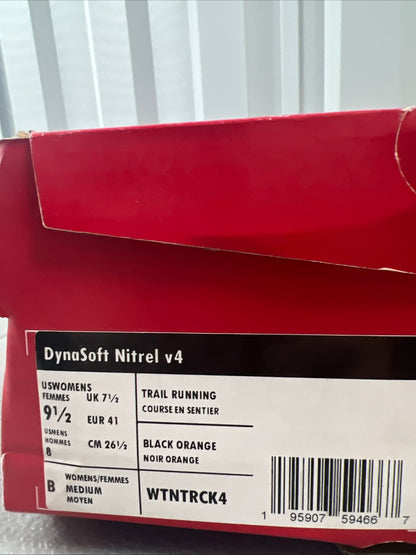 DynaSoft Nitrel v4
USWOMENS
FEMMES UK 7½
9½ EUR 41
USMENS
HOMMES CM 26½
8
TRAIL RUNNING
COURSE EN SENTIER
BLACK ORANGE
NOIR ORANGE
B WOMENS/FEMMES
MEDIUM
MOYEN
WTNTRCK4
1 95907 59466 7